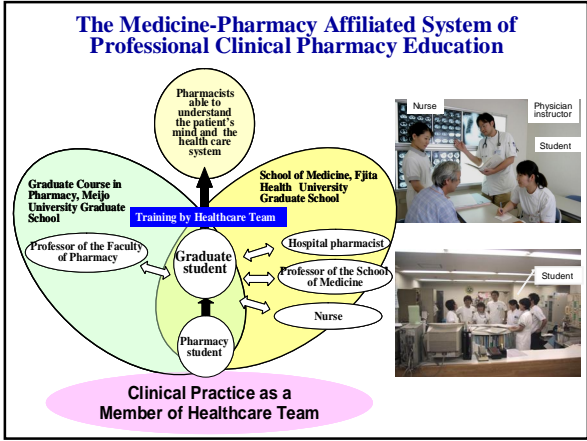 The Medicine-Pharmacy Affiliated System of
Professional Clinical Pharmacy Education
Pharmacists
able to
understand
the patient's
mind and the
health care
system
Graduate Course in
Pharmacy, Meijo
University Graduate
School
School of Medicine, Fjita
Health University
Graduate School
Training by Healthcare Team
Professor of the Faculty
of Pharmacy
Graduate
student
Hospital pharmacist
Professor of the School
of Medicine
Nurse
Pharmacy
student
Clinical Practice as a
Member of Healthcare Team
Nurse
Physician
instructor
Student
Student